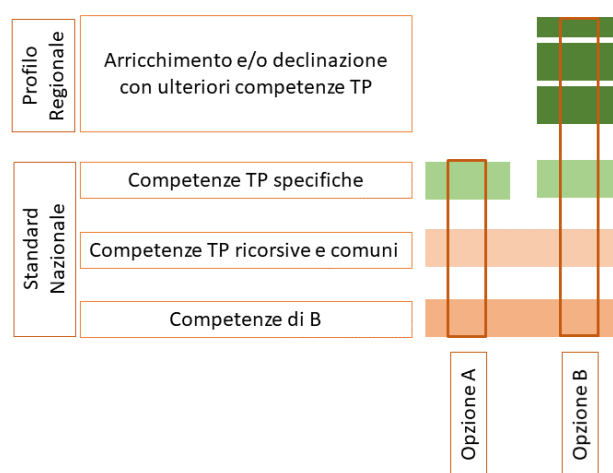 Profilo
Regionale
Arricchimento e/o declinazione
con ulteriori competenze TP
Standard
Nazionale
Competenze TP specifiche
Competenze TP ricorsive e comuni
Competenze di B
Opzione A
Opzione B